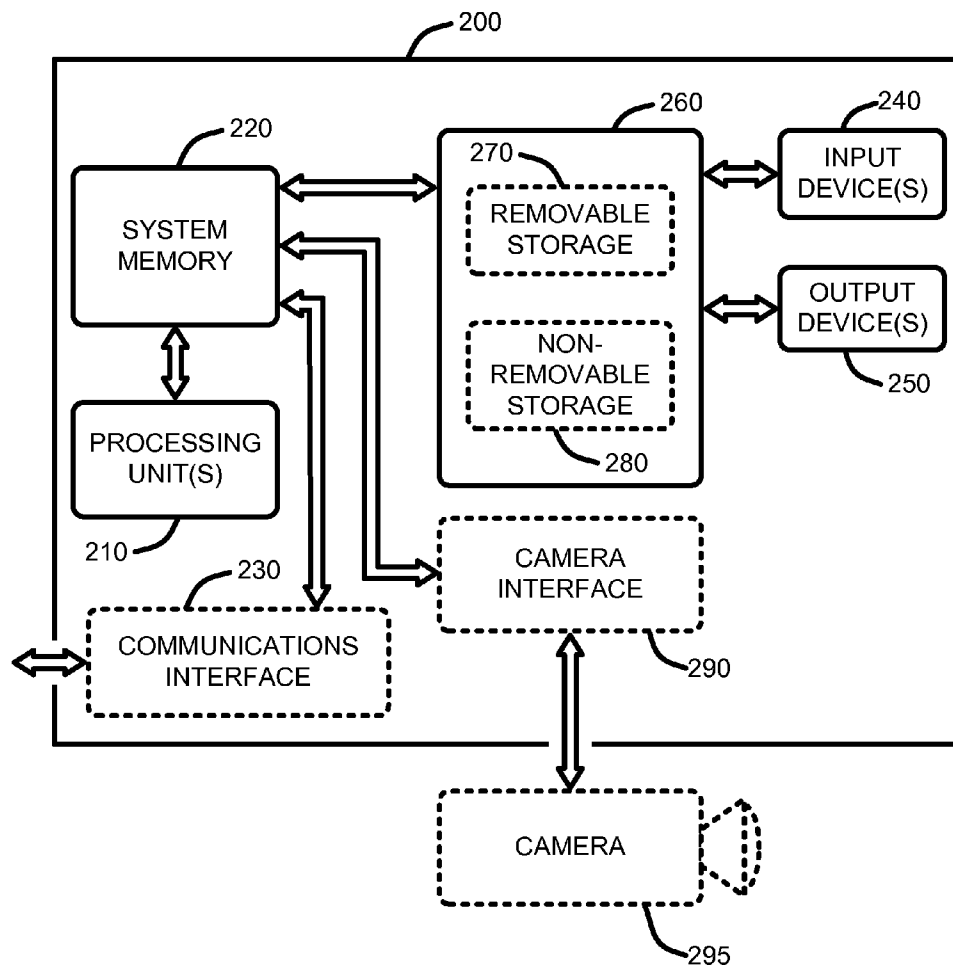 200
220
260
240
270
SYSTEM
MEMORY
REMOVABLE
STORAGE
INPUT
DEVICE(S)
OUTPUT
DEVICE(S)
250
NON-
REMOVABLE
STORAGE
280
PROCESSING
UNIT(S)
210
230
CAMERA
INTERFACE
290
COMMUNICATIONS
INTERFACE
CAMERA
295